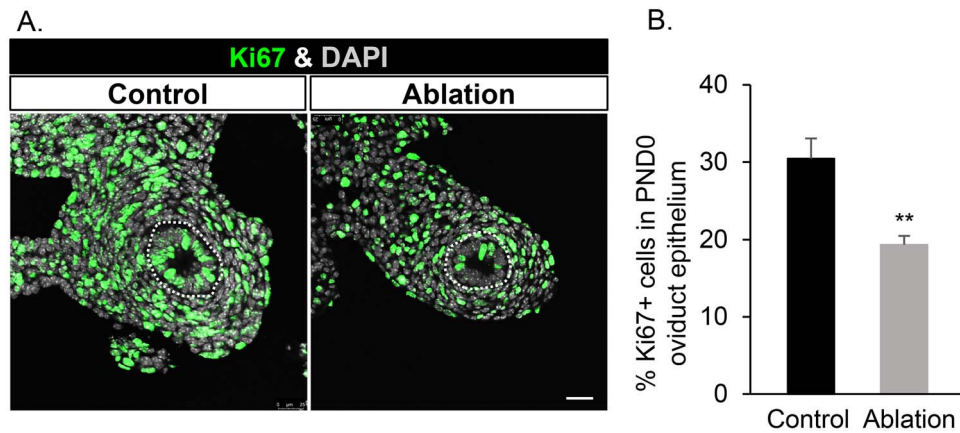 A.
Ki67 & DAPI
Control
Ablation
B.
% Ki67+ cells in PND0
oviduct epithelium
40
30
20
10
0
**
Control
Ablation